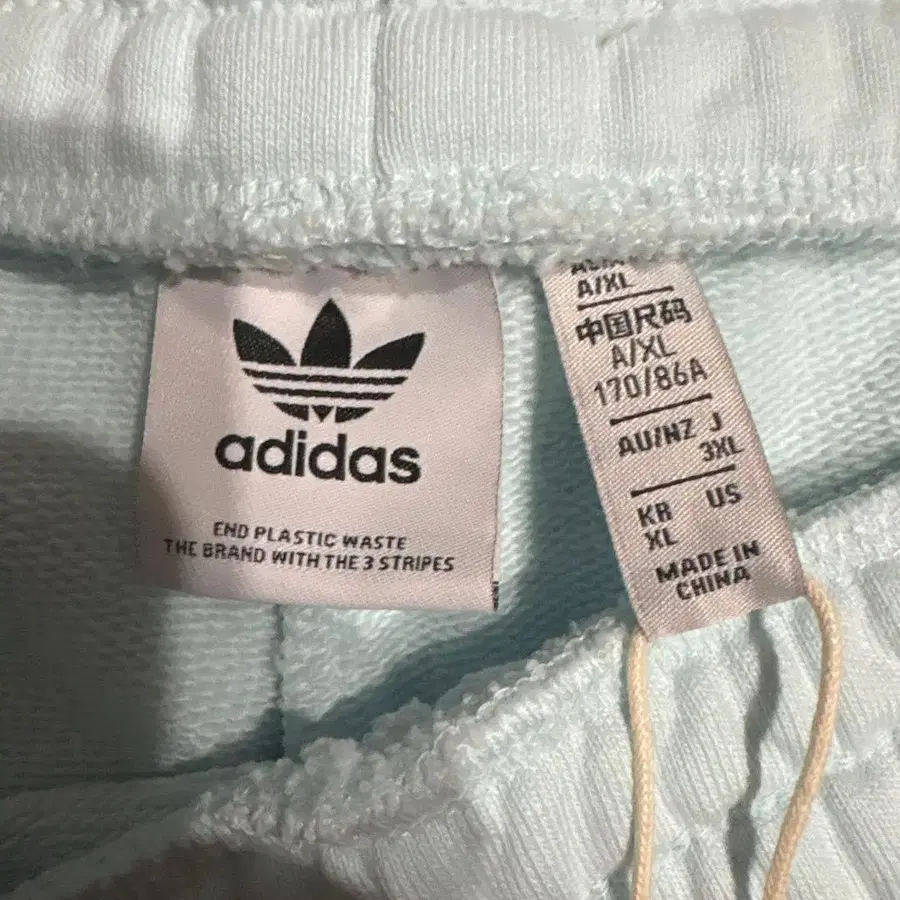 adidas
END PLASTIC WASTE
THE BRAND WITH THE 3 STRIPES
A/XL
中国尺码
A/XL
170/86A
AU/NZ J
3XL
KR US
XL
MADE IN
CHINA